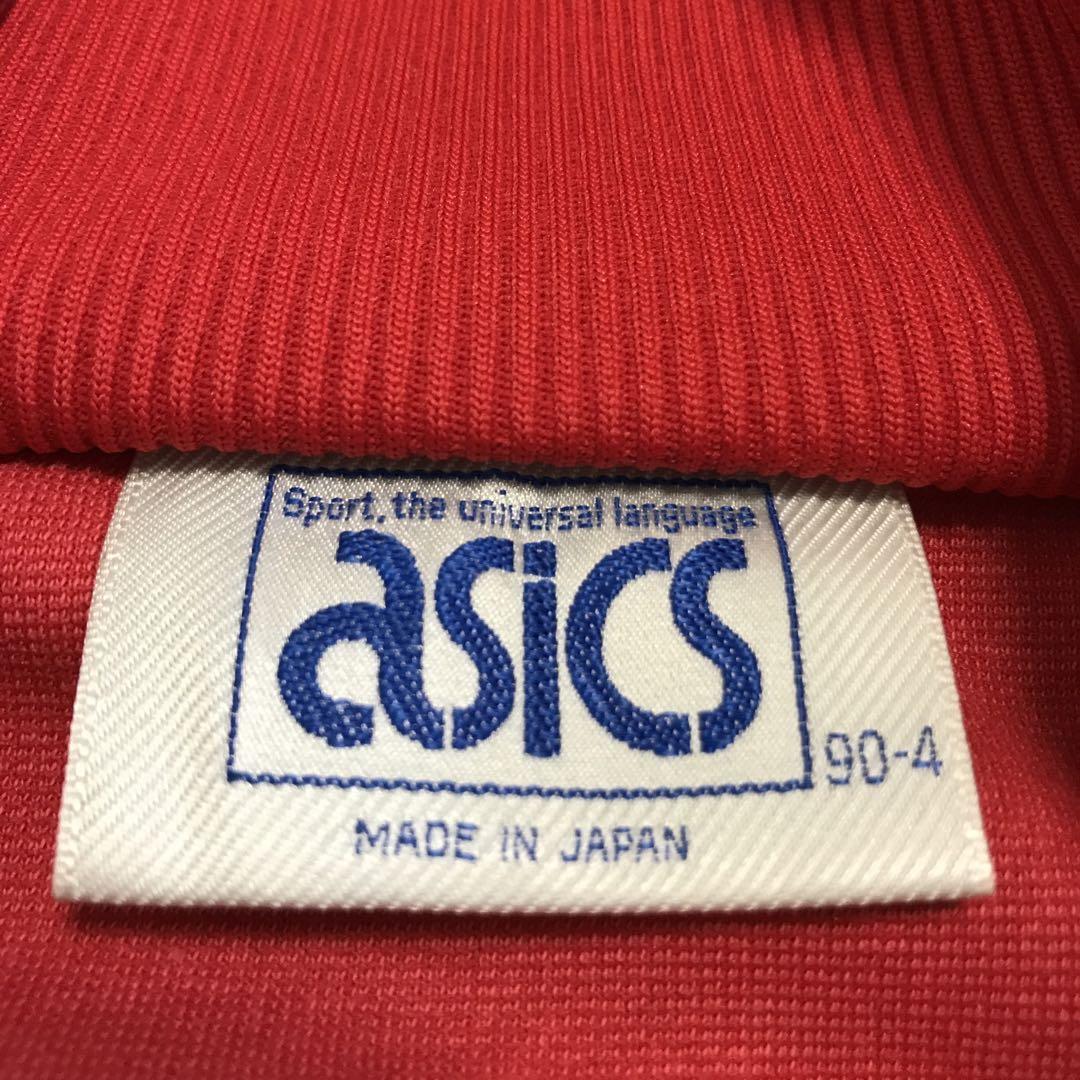 Sport, the universal language
asics
90-4
MADE IN JAPAN